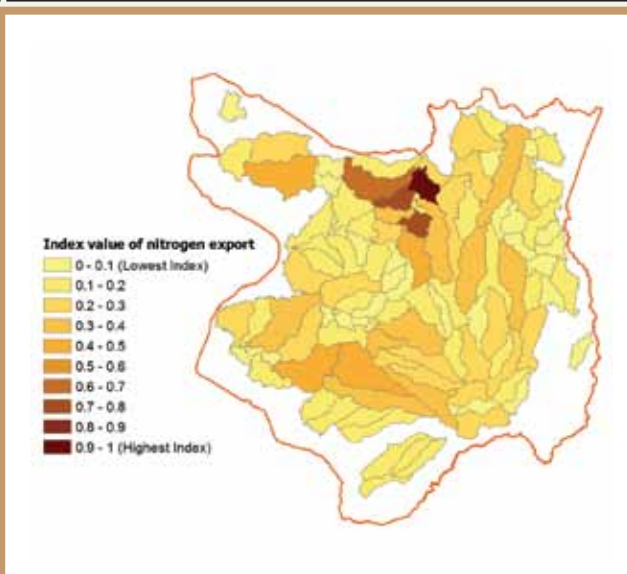 Index value of nitrogen export
0 - 0.1 (Lowest Index)
0.1 - 0.2
0.2 - 0.3
0.3 - 0.4
0.4 - 0.5
0.5 - 0.6
0.6 - 0.7
0.7 - 0.8
0.8 - 0.9
0.9 - 1 (Highest Index)